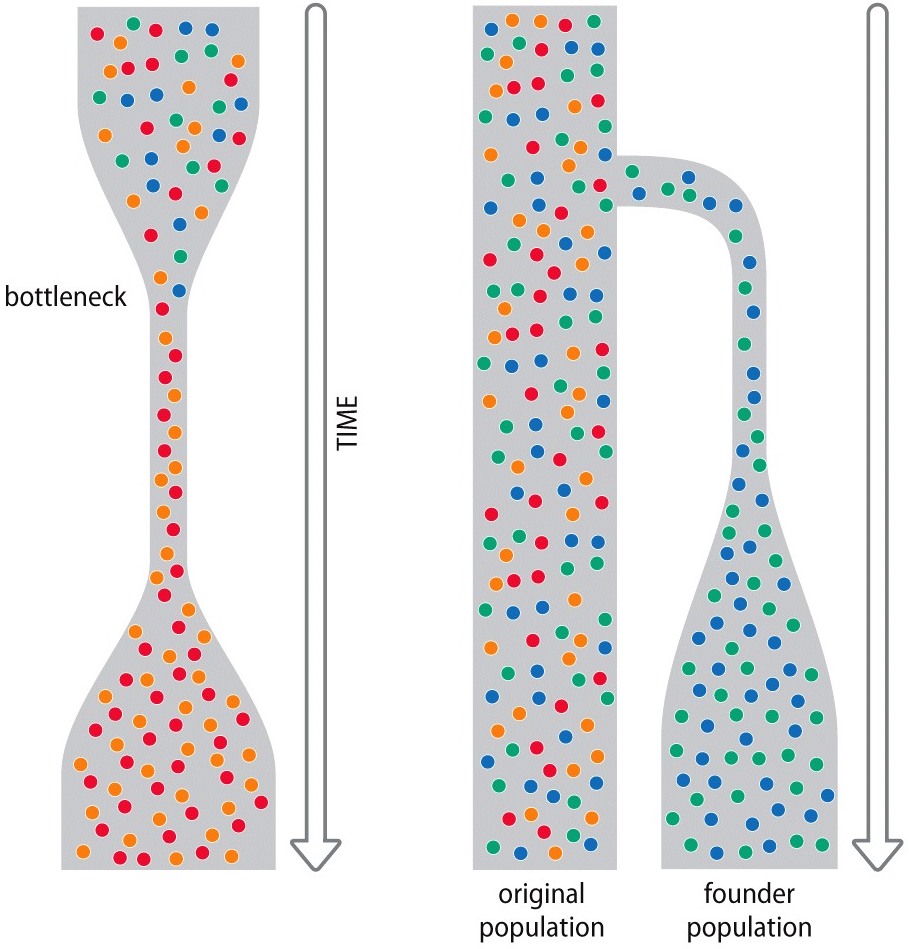 bottleneck
TIME
original
population
founder
population